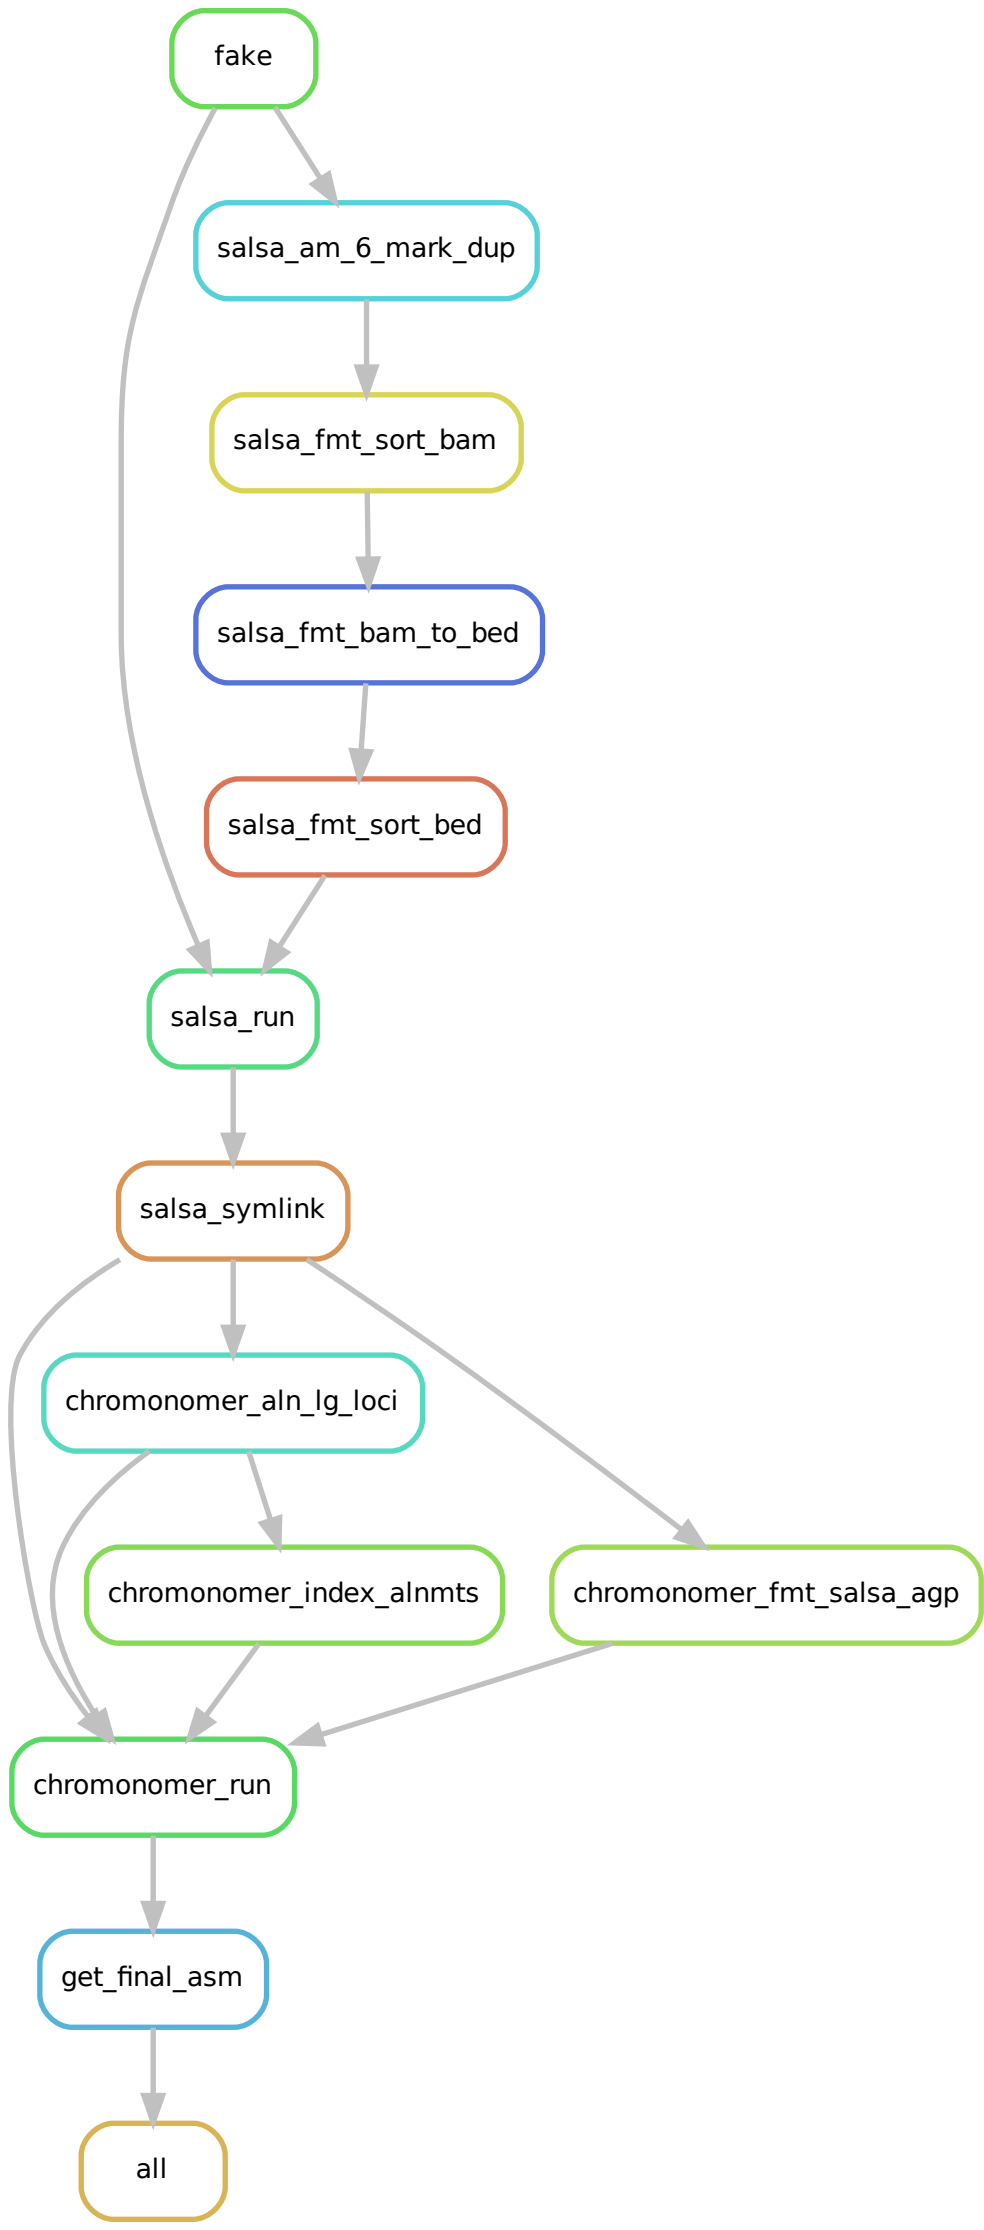 fake
salsa_am_6_mark_dup
salsa_fmt_sort_bam
salsa_fmt_bam_to_bed
salsa_fmt_sort_bed
salsa_run
salsa_symlink
chromonomer_aln_lg_loci
chromonomer_index_alnmts
chromonomer_fmt_salsa_agp
chromonomer_run
get_final_asm
all